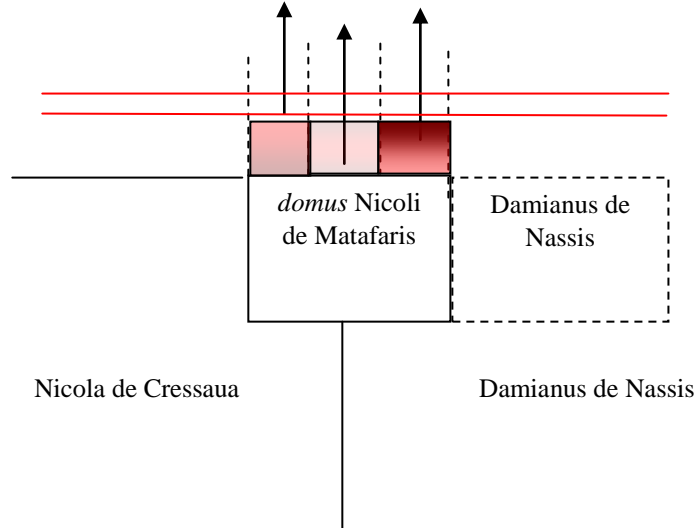 domus Nicoli
de Matafaris
Damianus de
Nassis
Nicola de Cressaua
Damianus de Nassis